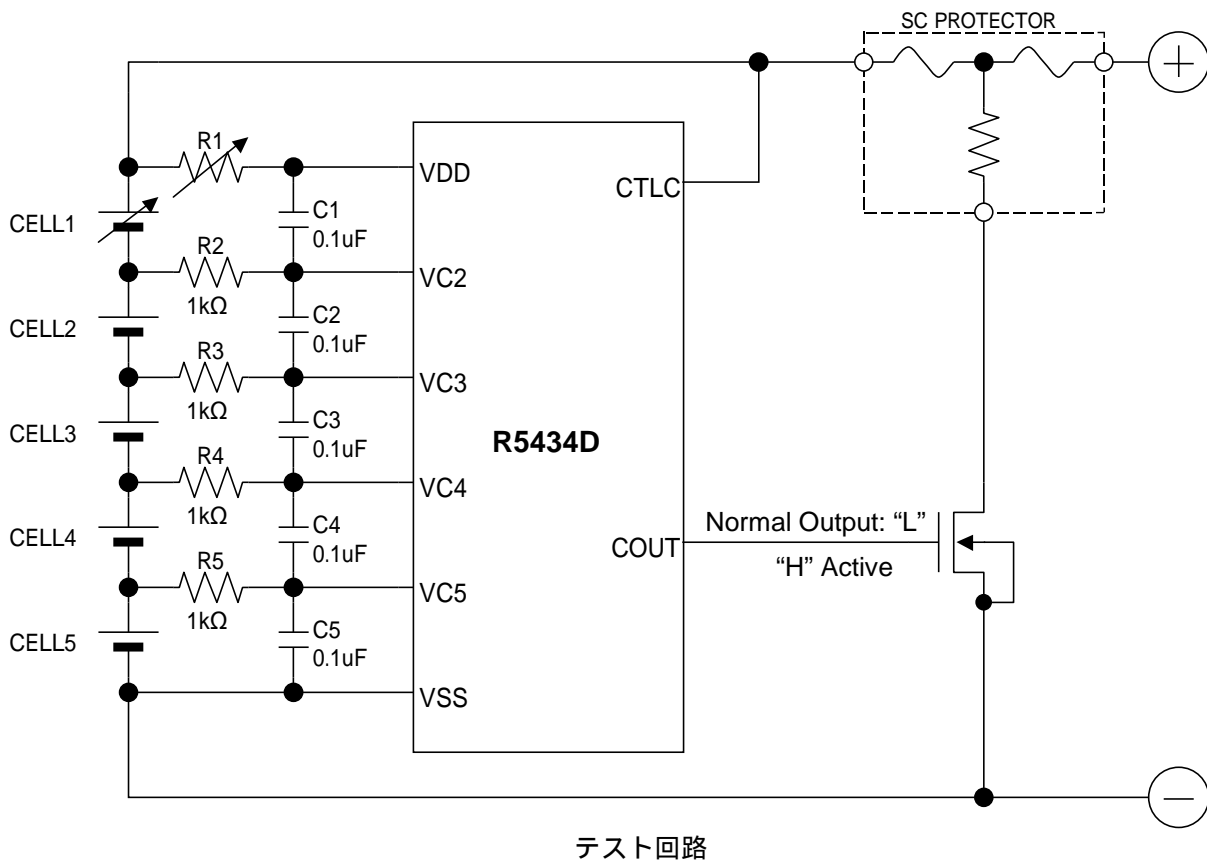 SC PROTECTOR
+
R1
VDD
CTLC
CELL1
C1
0.1uF
R2
1kΩ
VC2
CELL2
C2
0.1uF
R3
1kΩ
VC3
CELL3
C3
0.1uF
R5434D
R4
1kΩ
VC4
CELL4
C4
0.1uF
Normal Output: “L”
COUT
“H” Active
R5
1kΩ
VC5
CELL5
C5
0.1uF
VSS
−
テスト回路